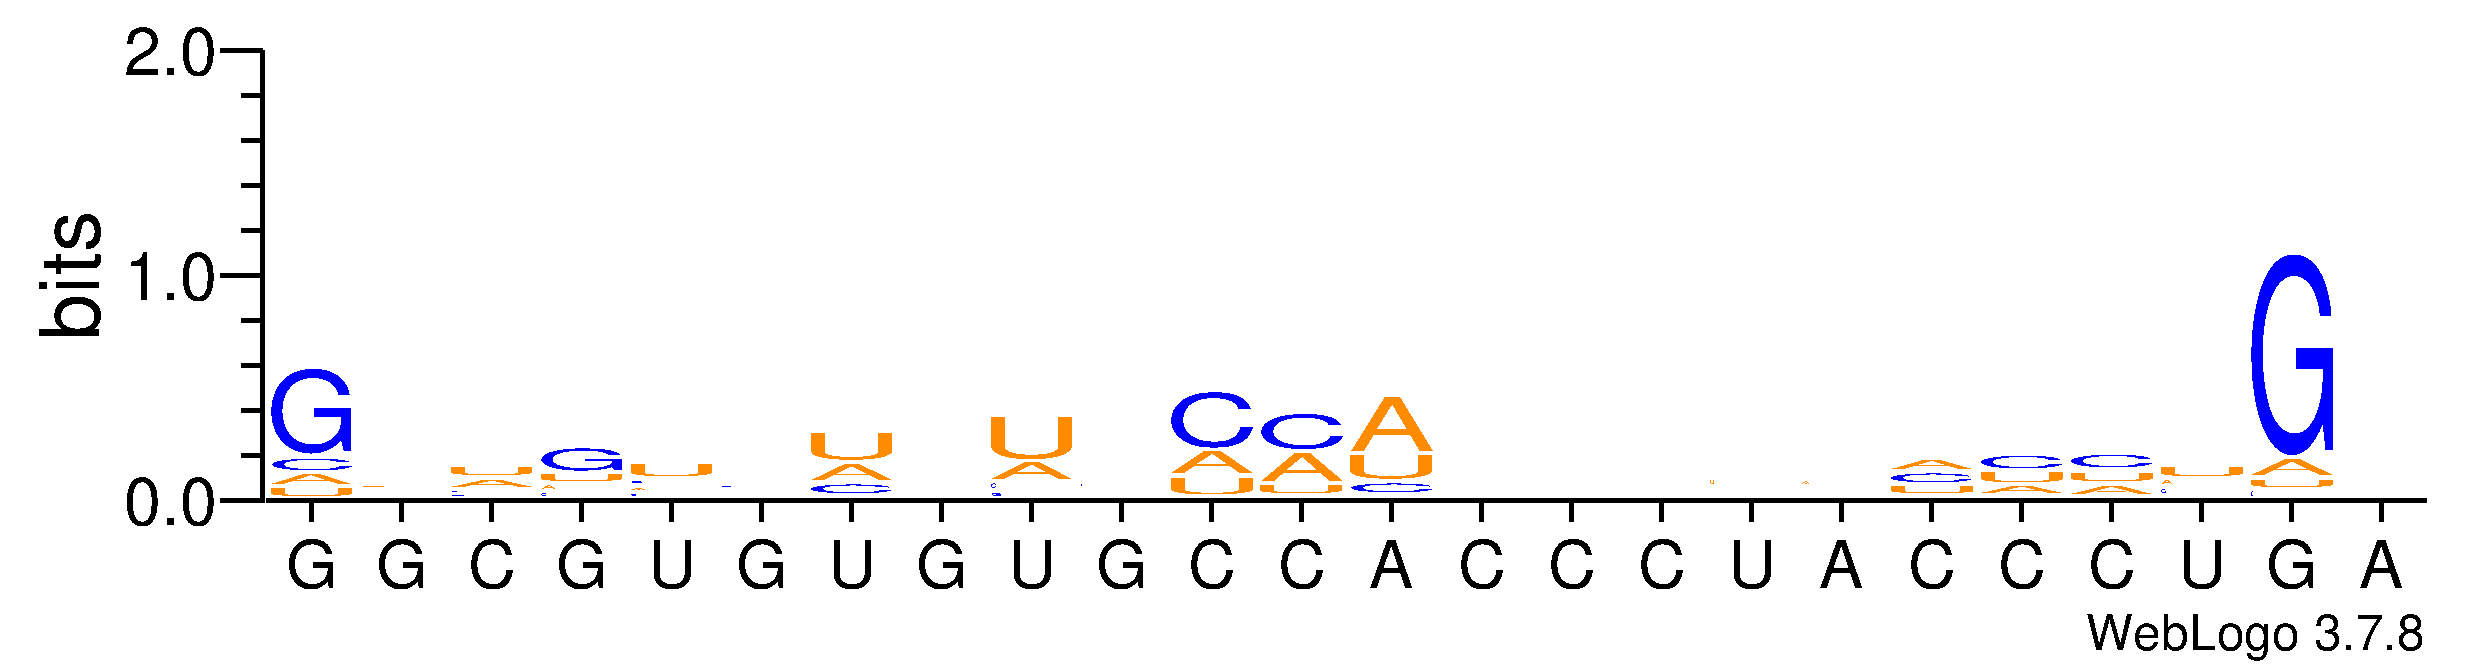 2.0
1.0
0.0
bits
G G C G U G U G U G C C A C C C U A C C C U G A
WebLogo 3.7.8